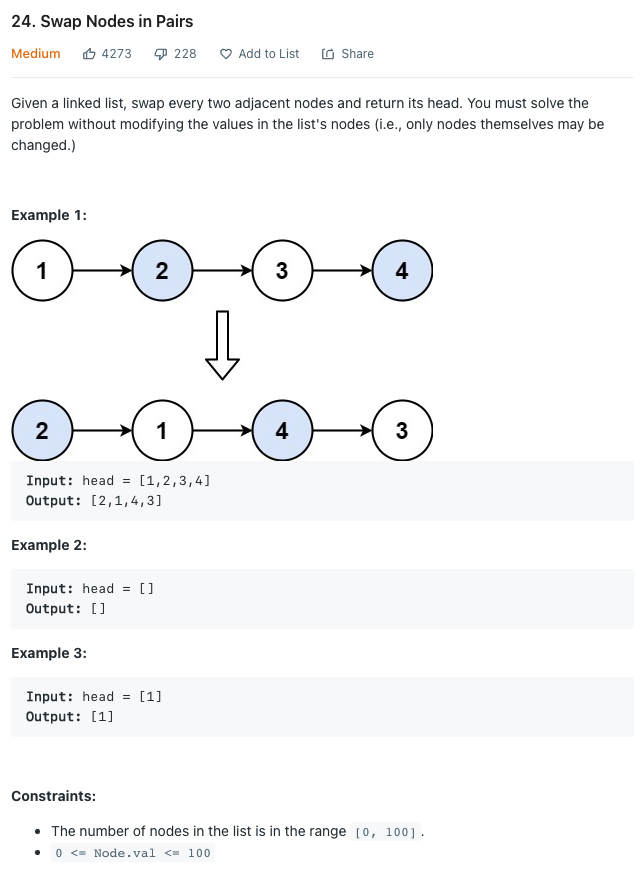 24. Swap Nodes in Pairs
Medium 4273 228 Add to List Share
Given a linked list, swap every two adjacent nodes and return its head. You must solve the
problem without modifying the values in the list's nodes (i.e., only nodes themselves may be
changed.)
Example 1:
1 2 3 4
2 1 4 3
Input: head = [1,2,3,4]
Output: [2,1,4,3]
Example 2:
Input: head = []
Output: []
Example 3:
Input: head = [1]
Output: [1]
Constraints:
• The number of nodes in the list is in the range [0, 100].
• 0 <= Node.val <= 100